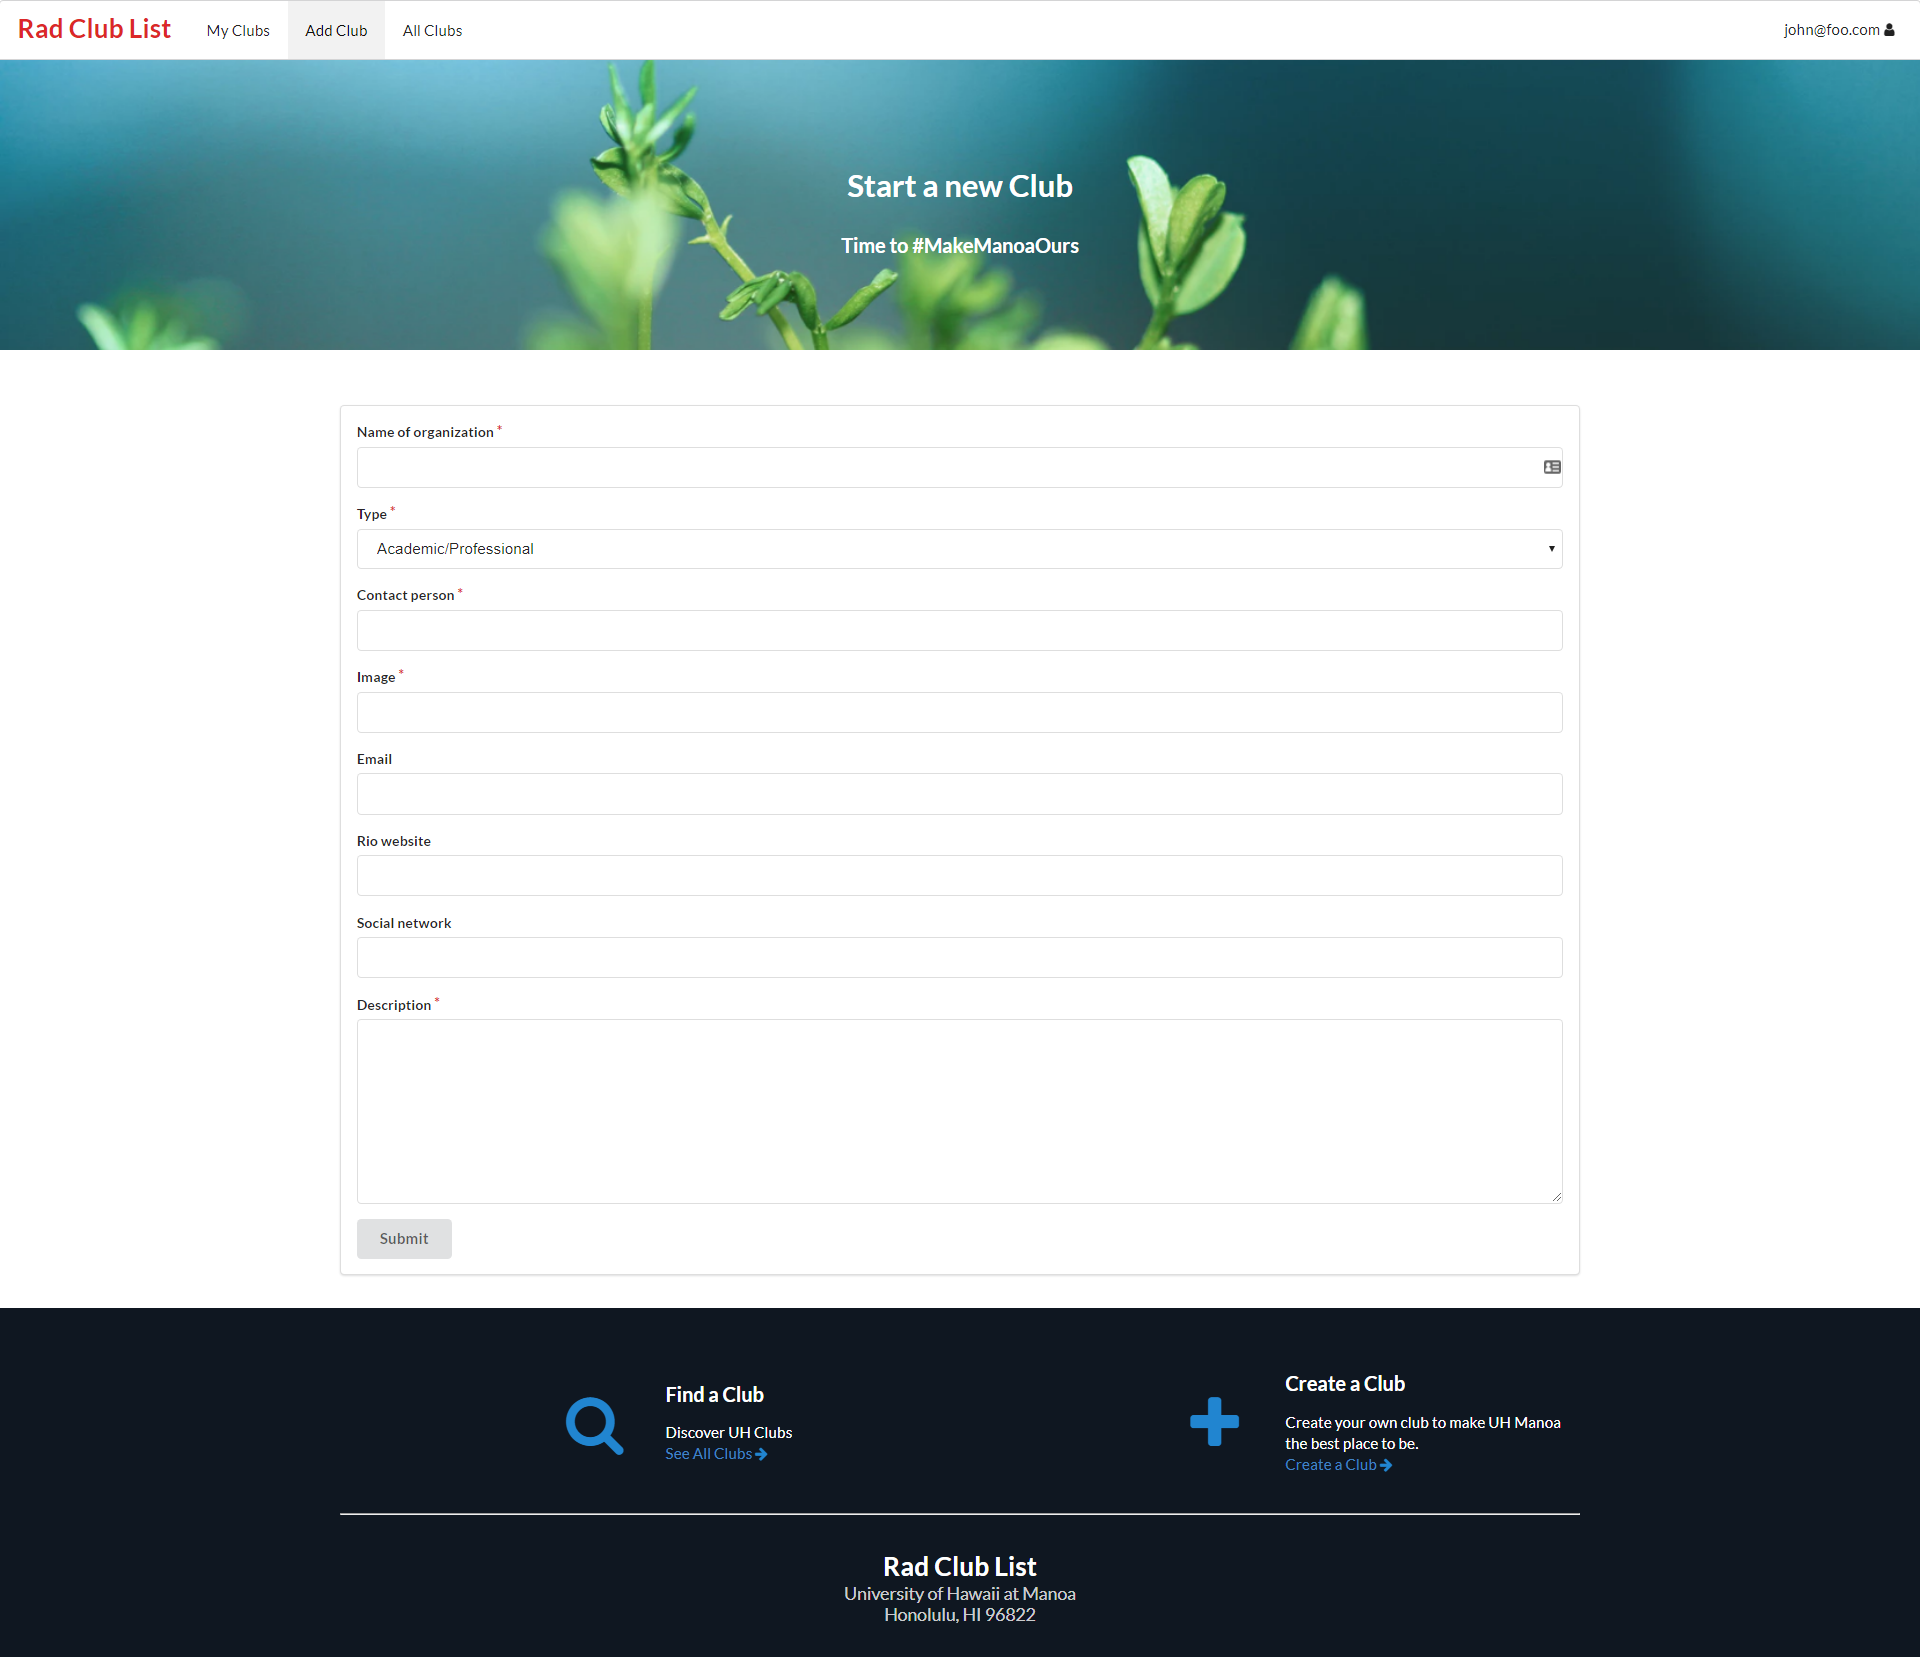 Rad Club List
My Clubs
Add Club
All Clubs
john@foo.com
Start a new Club
Time to #MakeManoaOurs
Name of organization *
Type *
Academic/Professional
Contact person *
Image *
Email
Rio website
Social network
Description *
Submit
Find a Club
Discover UH Clubs
See All Clubs
Create a Club
Create your own club to make UH Manoa
the best place to be.
Create a Club
Rad Club List
University of Hawaii at Manoa
Honolulu, HI 96822